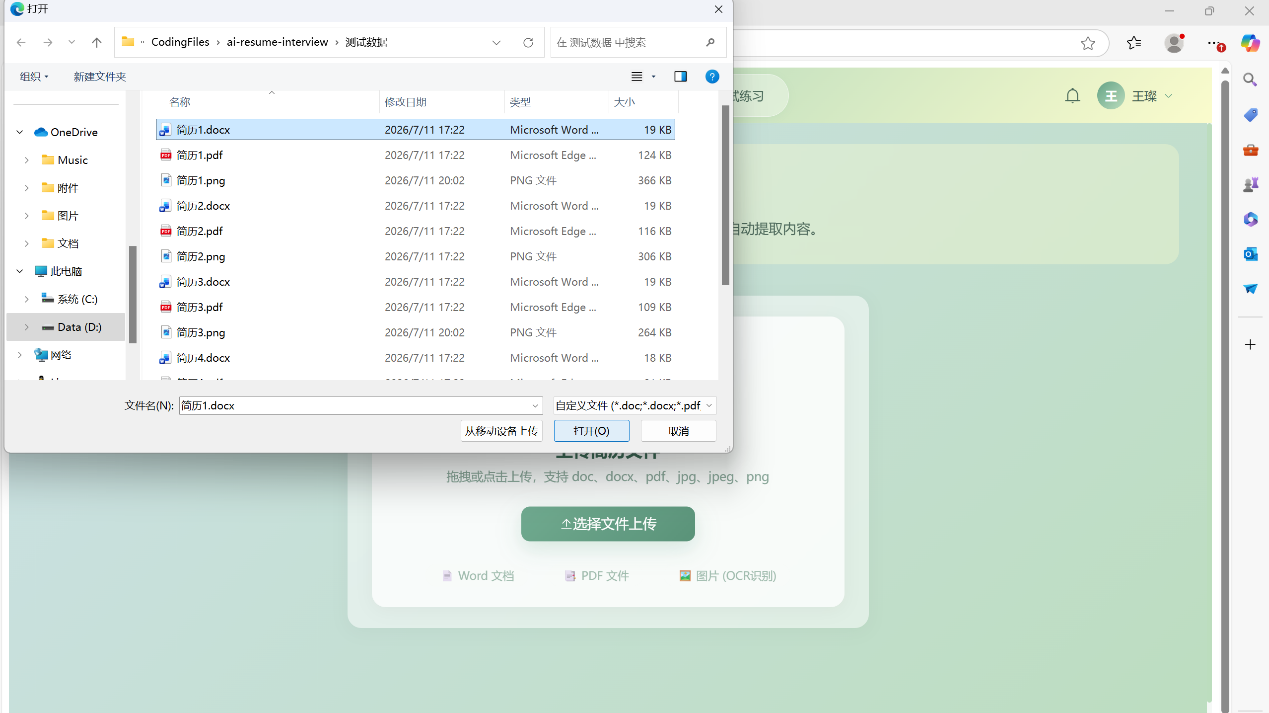 打开
CodingFiles › ai-resume-interview › 测试数据
在 测试数据 中搜索
组织
新建文件夹
名称 修改日期 类型 大小
OneDrive
Music
附件
图片
文档
此电脑
系统 (C:)
Data (D:)
网络
简历1.docx 2026/7/11 17:22 Microsoft Word ... 19 KB
简历1.pdf 2026/7/11 17:22 Microsoft Edge ... 124 KB
简历1.png 2026/7/11 20:02 PNG 文件 366 KB
简历2.docx 2026/7/11 17:22 Microsoft Word ... 19 KB
简历2.pdf 2026/7/11 17:22 Microsoft Edge ... 116 KB
简历2.png 2026/7/11 20:02 PNG 文件 306 KB
简历3.docx 2026/7/11 17:22 Microsoft Word ... 19 KB
简历3.pdf 2026/7/11 17:22 Microsoft Edge ... 109 KB
简历3.png 2026/7/11 20:02 PNG 文件 264 KB
简历4.docx 2026/7/11 17:22 Microsoft Word ... 18 KB
文件名(N): 简历1.docx 自定义文件 (*.doc;*.docx;*.pdf
从移动设备上传 打开(O) 取消
试练习
王 王璨
自动提取内容。
上传简历文件
拖拽或点击上传，支持 doc、docx、pdf、jpg、jpeg、png
选择文件上传
Word 文档 PDF 文件 图片 (OCR识别)